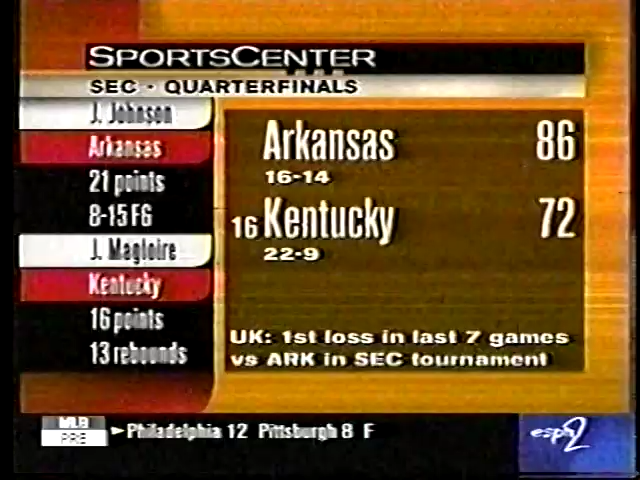 SPORTSCENTER
SEC - QUARTERFINALS
J. Johnson
Arkansas
21 points
8-15 FG
J. Magloire
Kentucky
16 points
13 rebounds
Arkansas 86
16-14
16 Kentucky 72
22-9
UK: 1st loss in last 7 games
vs ARK in SEC tournament
MLB
PRE
Philadelphia 12 Pittsburgh 8 F
espn2